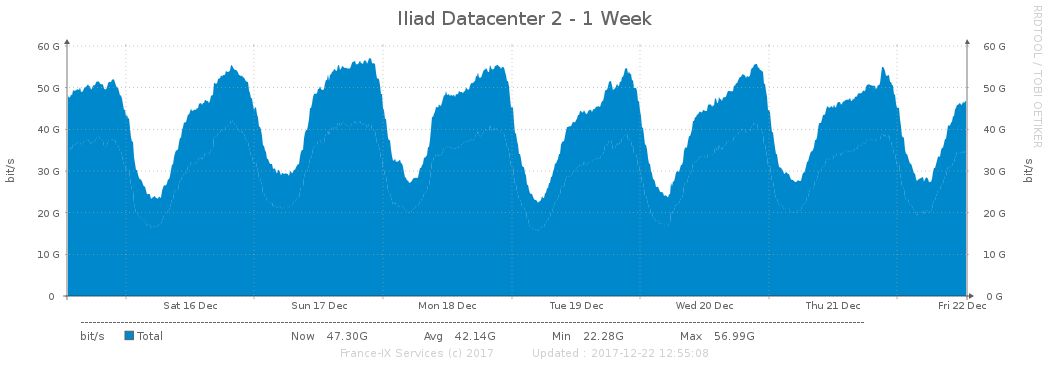 Iliad Datacenter 2 - 1 Week
RRDTOOL / TOBI OETIKER
60 G 60 G
50 G 50 G
40 G 40 G
30 G 30 G
20 G 20 G
10 G 10 G
0 0 G
bit/s bit/s
Sat 16 Dec Sun 17 Dec Mon 18 Dec Tue 19 Dec Wed 20 Dec Thu 21 Dec Fri 22 Dec
bit/s Total Now 47.30G Avg 42.14G Min 22.28G Max 56.99G
France-IX Services (c) 2017 Updated : 2017-12-22 12:55:08